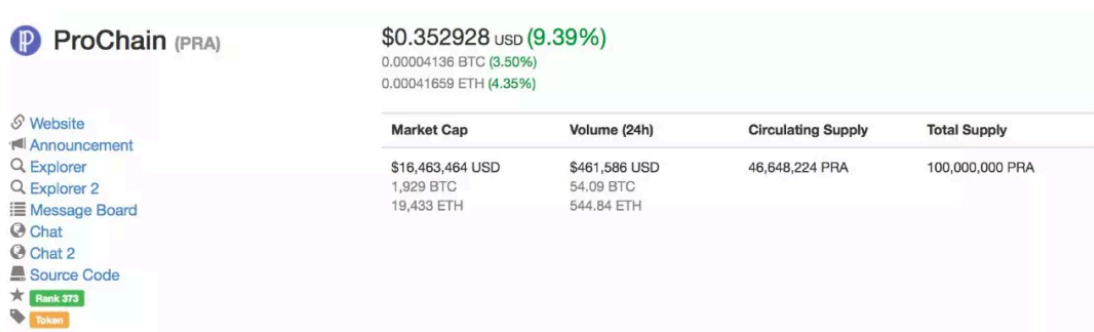 ProChain (PRA)
$0.352928 USD (9.39%)
0.00004136 BTC (3.50%)
0.00041659 ETH (4.35%)
Website
Announcement
Explorer
Explorer 2
Message Board
Chat
Chat 2
Source Code
Rank 373
Token
Market Cap Volume (24h) Circulating Supply Total Supply
$16,463,464 USD $461,586 USD 46,648,224 PRA 100,000,000 PRA
1,929 BTC 54.09 BTC
19,433 ETH 544.84 ETH